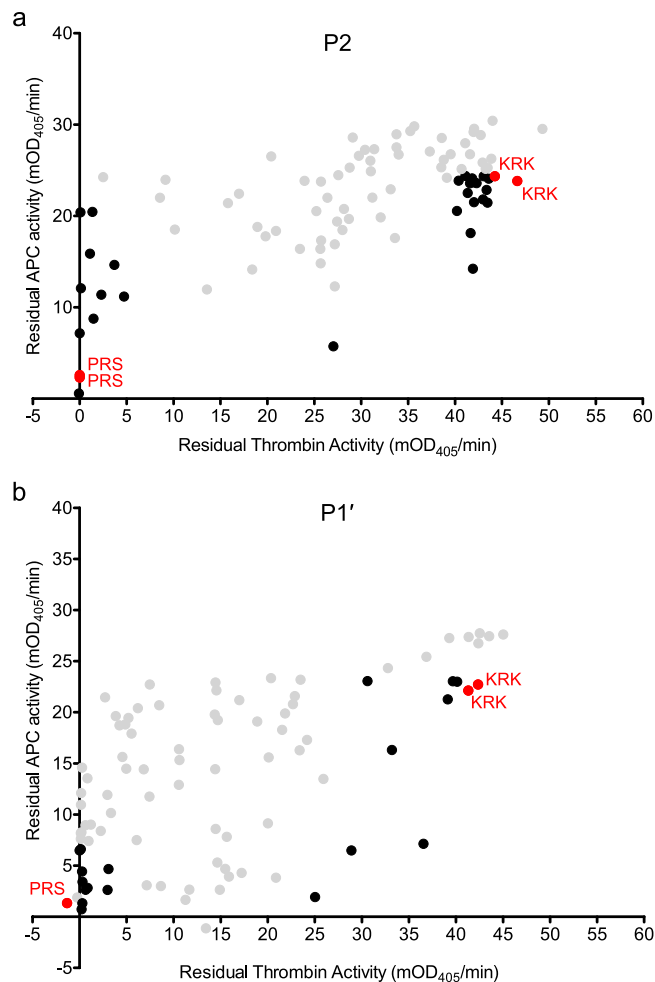 a
P2
40
30
20
10
Residual APC activity (mOD405/min)
KRK
KRK
PRS
PRS
-5 0 5 10 15 20 25 30 35 40 45 50 55 60
Residual Thrombin Activity (mOD405/min)
b
P1′
40
35
30
25
20
15
10
5
-5
Residual APC activity (mOD405/min)
KRK
KRK
PRS
-5 0 5 10 15 20 25 30 35 40 45 50 55 60
Residual Thrombin Activity (mOD405/min)